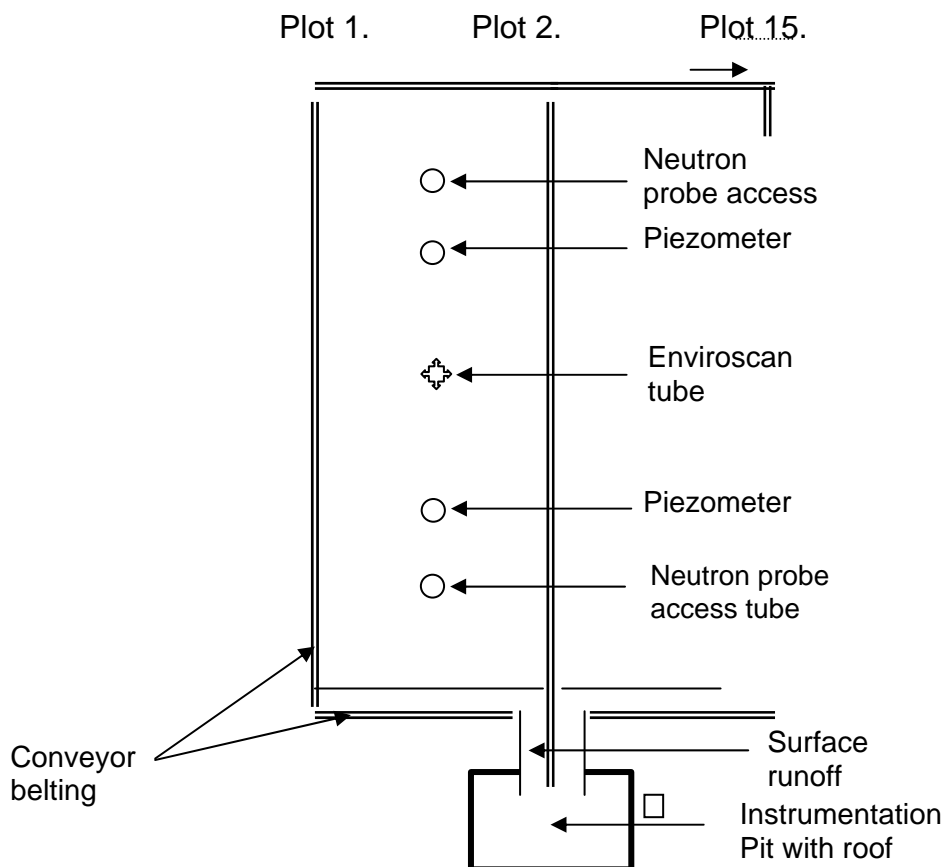 Plot 1.
Plot 2.
Plot 15.
Neutron
probe access
Piezometer
Enviroscan
tube
Piezometer
Neutron probe
access tube
Conveyor
belting
Surface
runoff
Instrumentation
Pit with roof